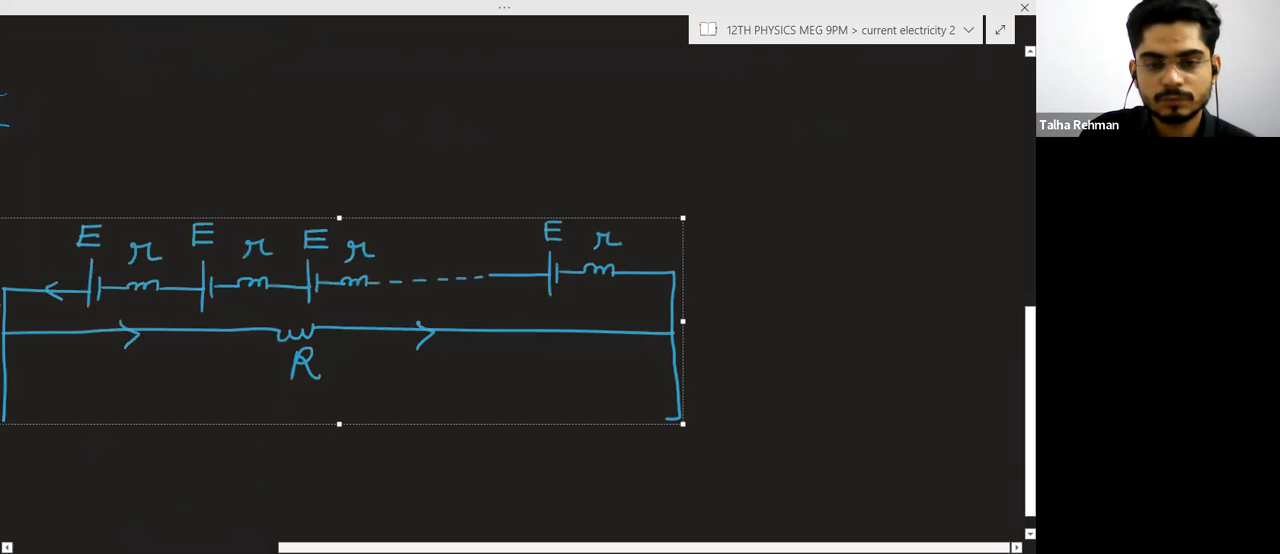 12TH PHYSICS MEG 9PM > current electricity 2
Talha Rehman
E r E r E r E r
R